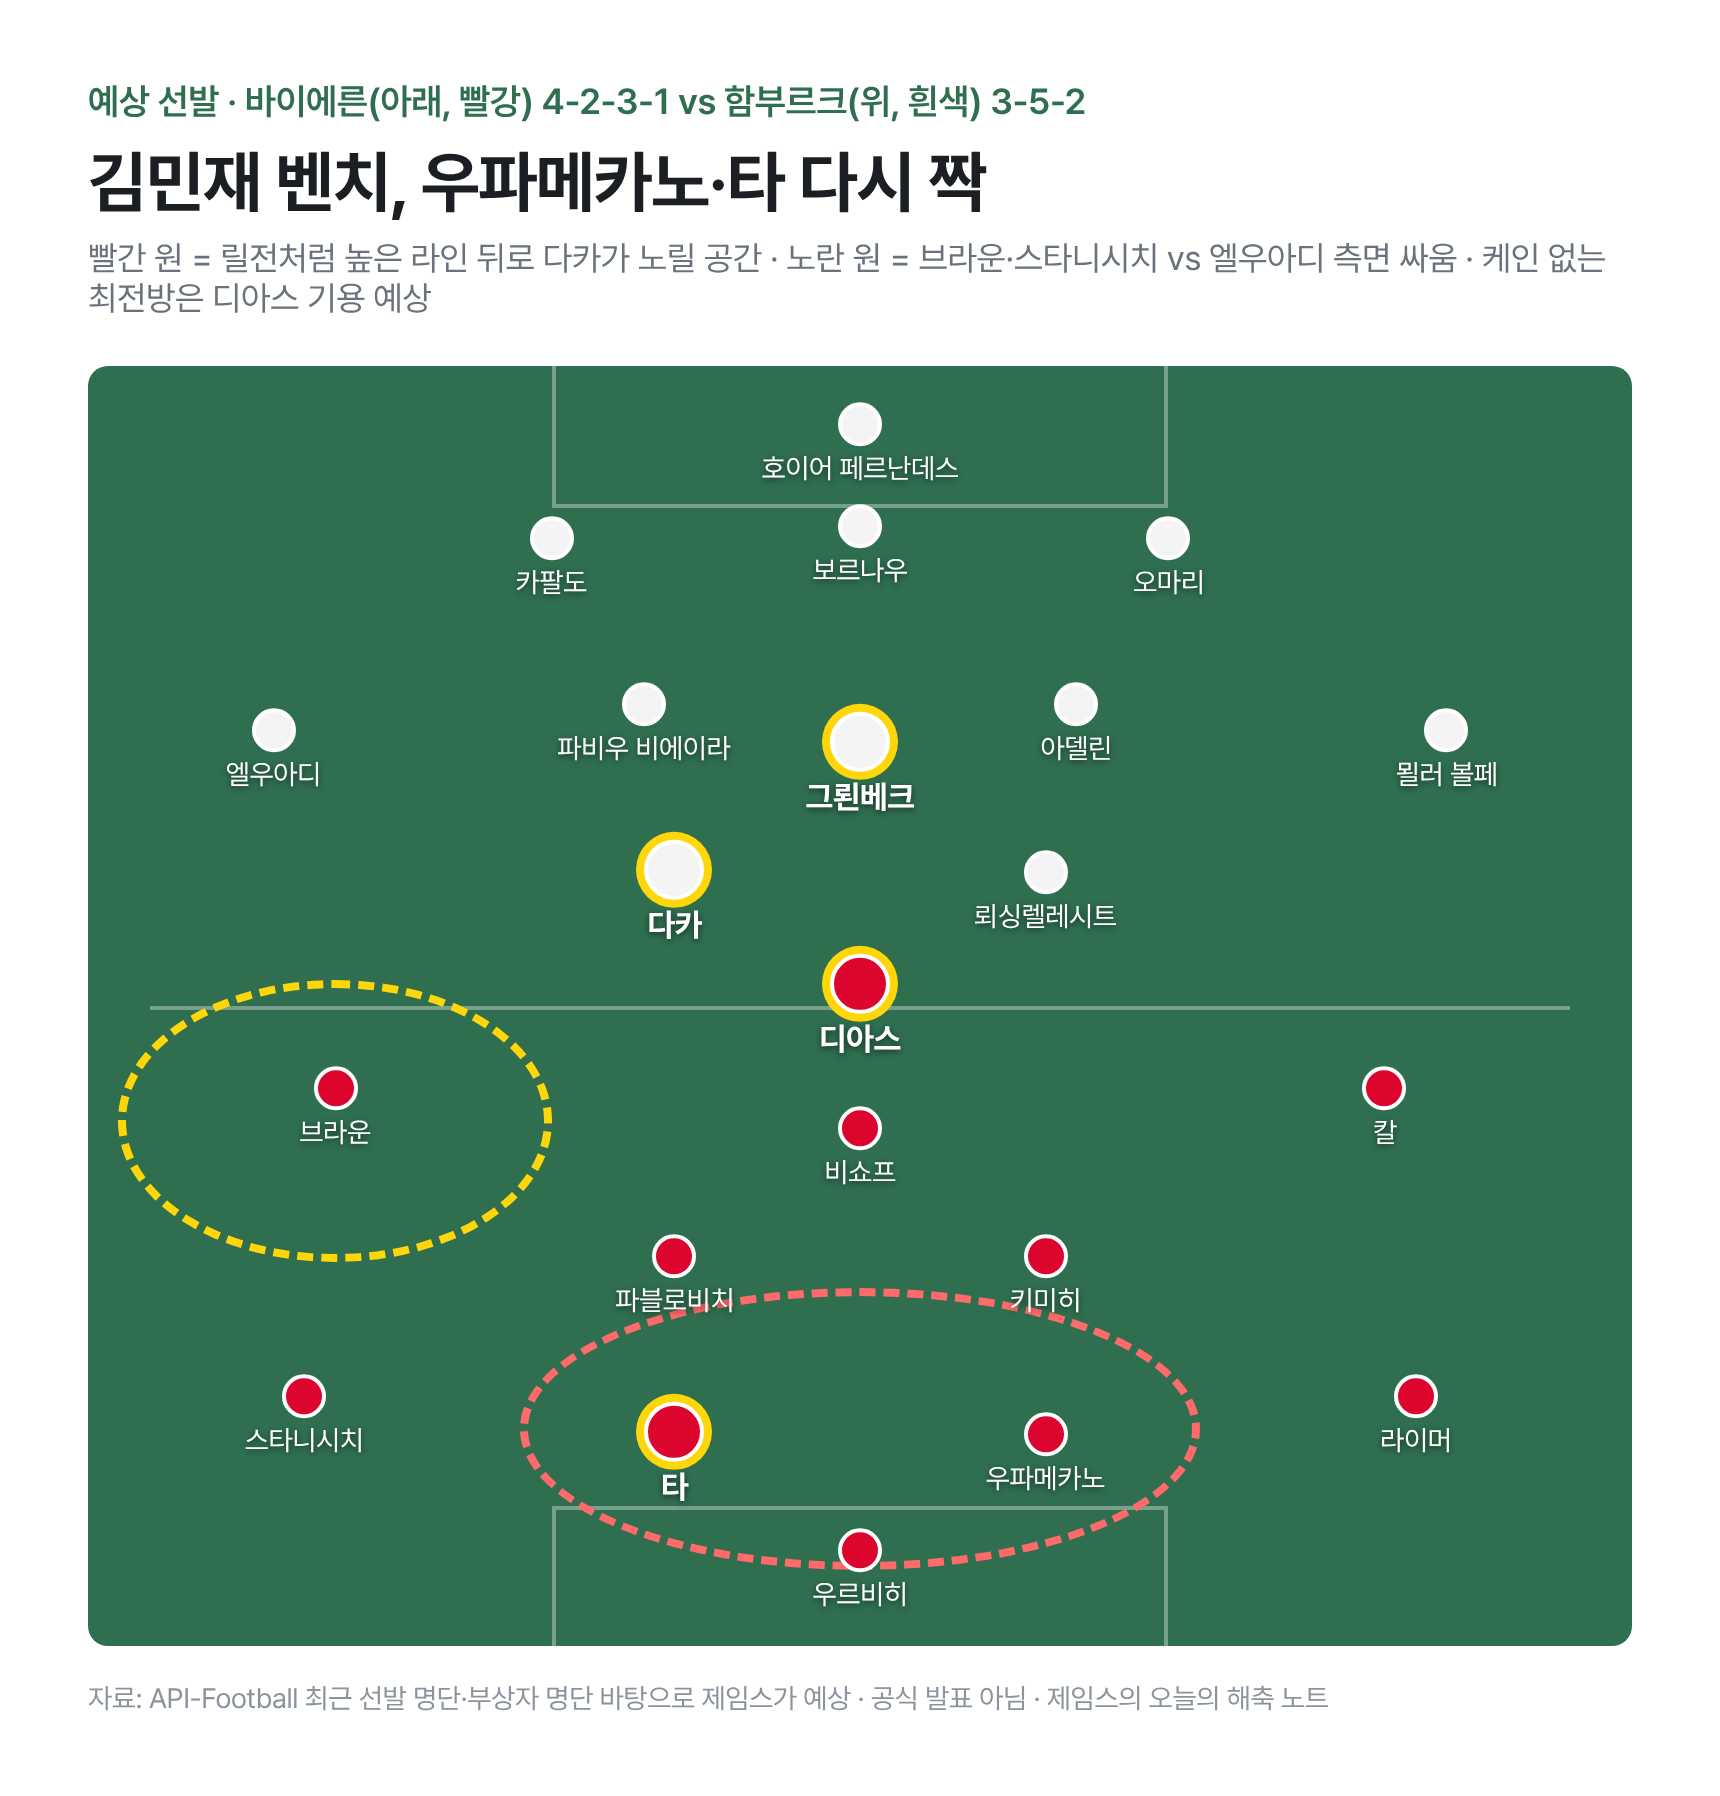 예상 선발 · 바이에른(아래, 빨강) 4-2-3-1 vs 함부르크(위, 흰색) 3-5-2
김민재 벤치, 우파메카노·타 다시 짝
빨간 원 = 릴전처럼 높은 라인 뒤로 다카가 노릴 공간 · 노란 원 = 브라운·스타니시치 vs 엘우아디 측면 싸움 · 케인 없는
최전방은 디아스 기용 예상
호이어 페르난데스
카팔도
보르나우
오마리
엘우아디
파비우 비에이라
그뢴베크
아델린
묄러 볼페
다카
뢰싱렐레시트
디아스
브라운
비쇼프
칼
파블로비치
키미히
스타니시치
타
우파메카노
라이머
우르비히
자료: API-Football 최근 선발 명단·부상자 명단 바탕으로 제임스가 예상 · 공식 발표 아님 · 제임스의 오늘의 해축 노트